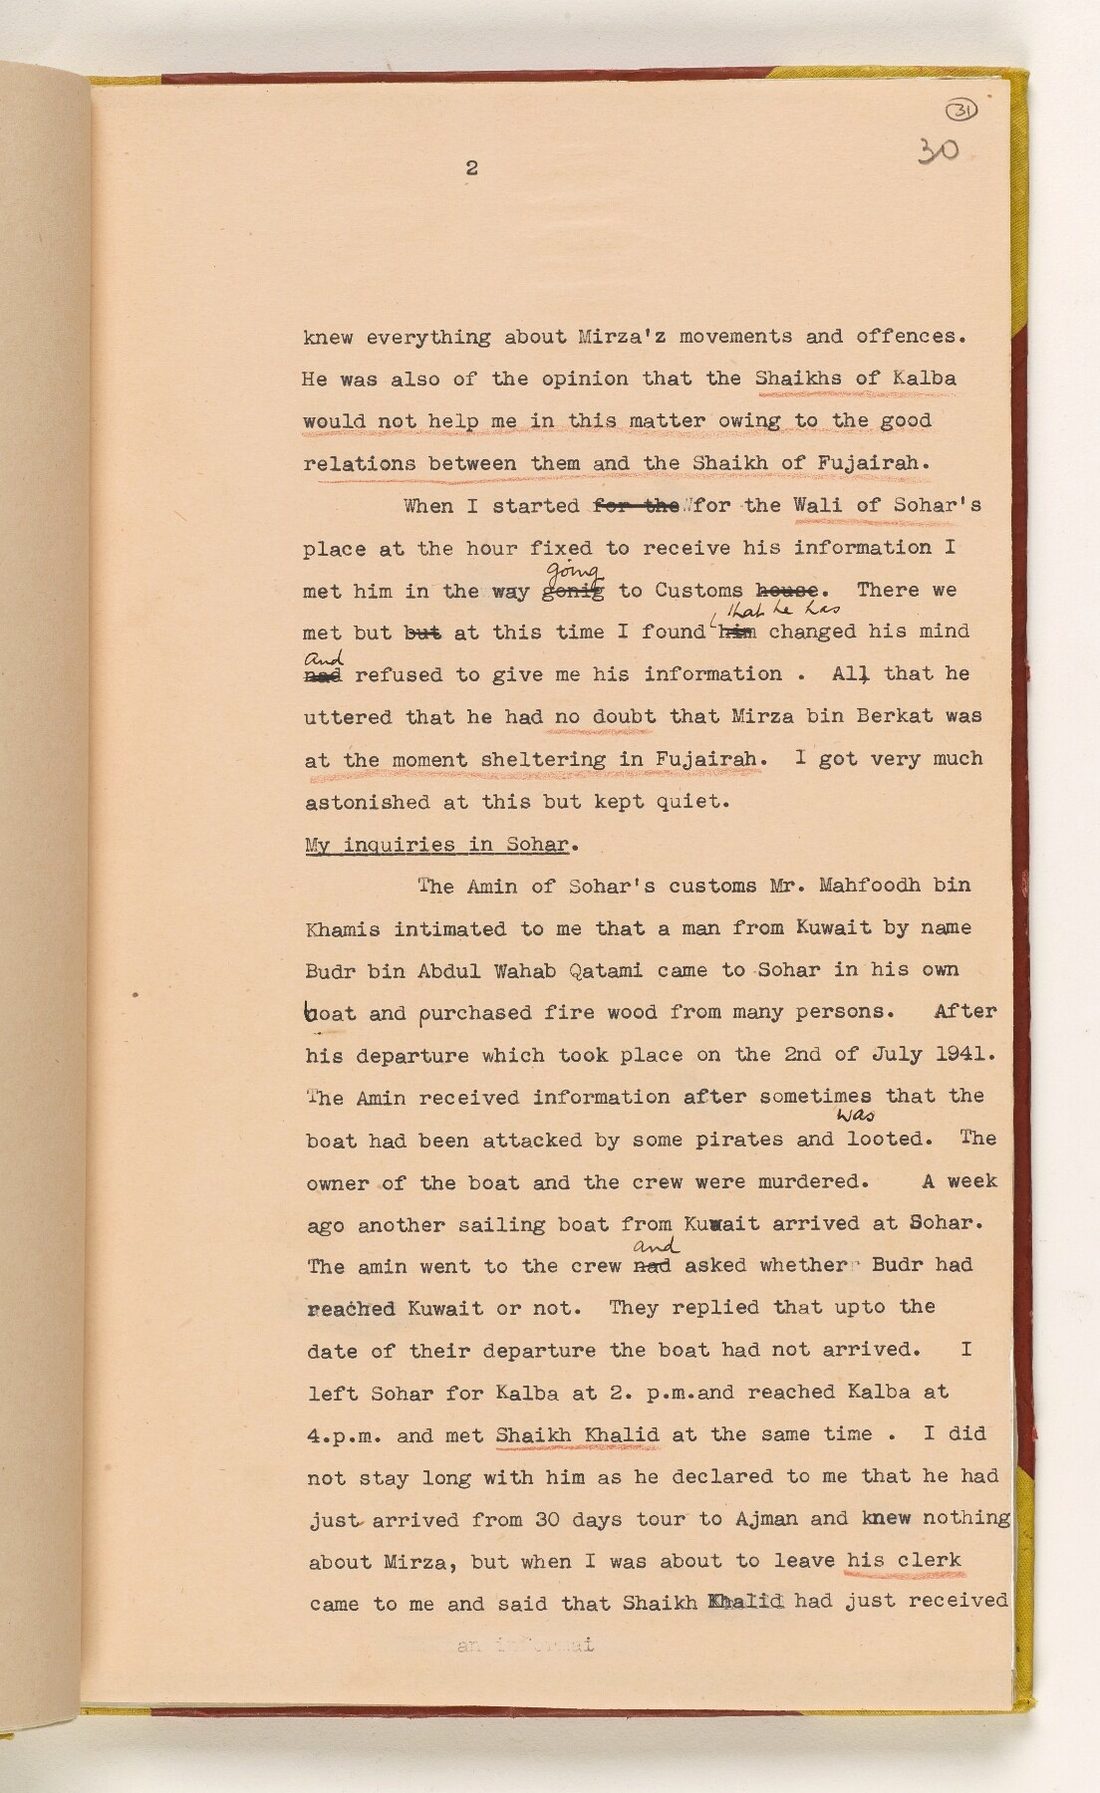 31
30
2
knew everything about Mirza'z movements and offences.
He was also of the opinion that the Shaikhs of Kalba
would not help me in this matter owing to the good
relations between them and the Shaikh of Fujairah.
When I started for the for the Wali of Sohar's
place at the hour fixed to receive his information I
going
met him in the way gonig to Customs house. There we
that he has
met but but at this time I found him changed his mind
and
nad refused to give me his information . All that he
uttered that he had no doubt that Mirza bin Berkat was
at the moment sheltering in Fujairah. I got very much
astonished at this but kept quiet.
My inquiries in Sohar.
The Amin of Sohar's customs Mr. Mahfoodh bin
Khamis intimated to me that a man from Kuwait by name
Budr bin Abdul Wahab Qatami came to Sohar in his own
boat and purchased fire wood from many persons. After
his departure which took place on the 2nd of July 1941.
The Amin received information after sometimes that the
was
boat had been attacked by some pirates and looted. The
owner of the boat and the crew were murdered. A week
ago another sailing boat from Kuwait arrived at Sohar.
and
The amin went to the crew nad asked whether Budr had
reached Kuwait or not. They replied that upto the
date of their departure the boat had not arrived. I
left Sohar for Kalba at 2. p.m.and reached Kalba at
4.p.m. and met Shaikh Khalid at the same time . I did
not stay long with him as he declared to me that he had
just arrived from 30 days tour to Ajman and knew nothing
about Mirza, but when I was about to leave his clerk
came to me and said that Shaikh Khalid had just received
an informat